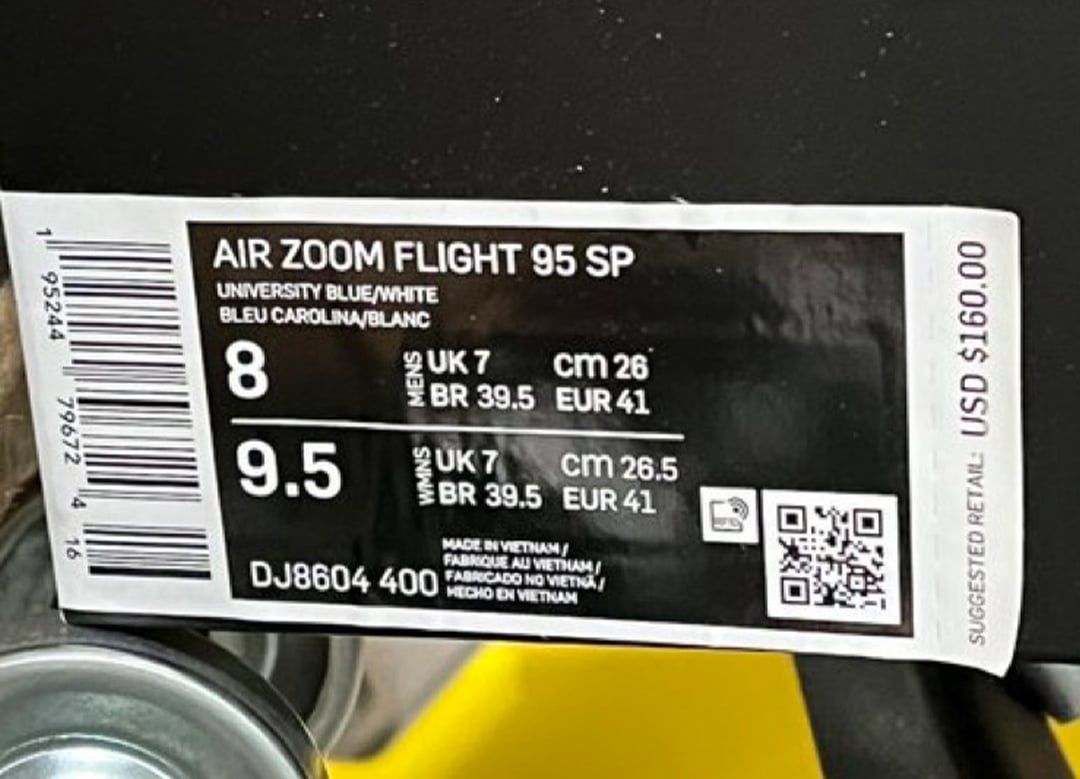 AIR ZOOM FLIGHT 95 SP
UNIVERSITY BLUE/WHITE
BLEU CAROLINA/BLANC
8 MENS UK 7 cm 26
BR 39.5 EUR 41
9.5 WMNS UK 7 cm 26.5
BR 39.5 EUR 41
DJ8604 400
MADE IN VIETNAM /
FABRIQUE AU VIETNAM /
FABRICADO NO VIETNÃ /
HECHO EN VIETNAM
1 95244 79672 4 16
SUGGESTED RETAIL: USD $160.00